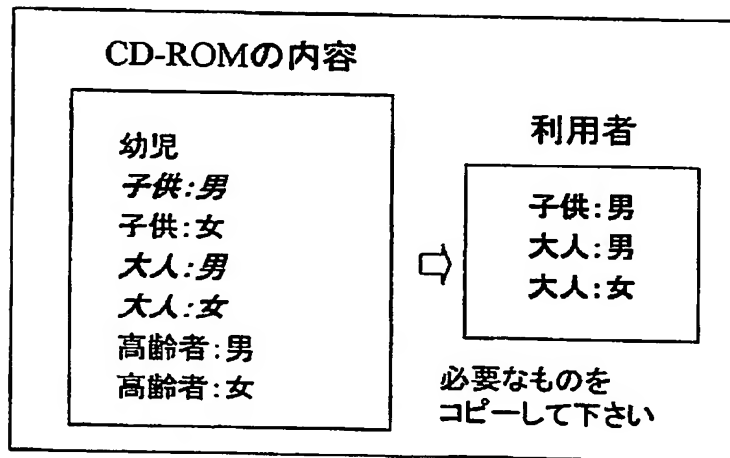 CD-ROMの内容
幼児
子供:男
子供:女
大人:男
大人:女
高齢者:男
高齢者:女
利用者
子供:男
大人:男
大人:女
必要なものを
コピーして下さい